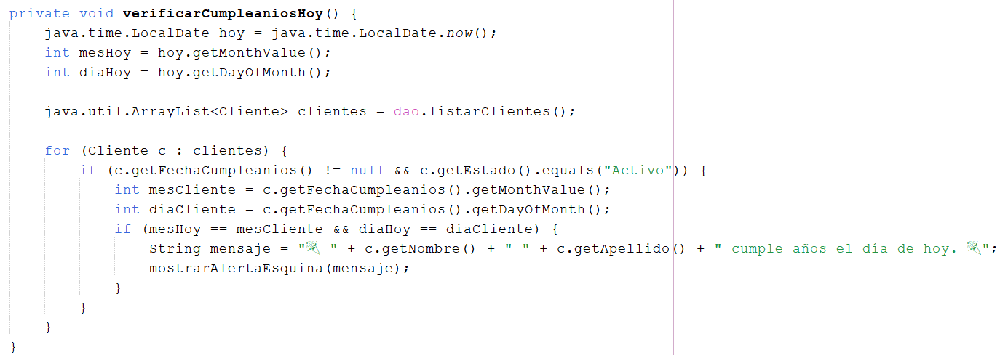 private void verificarCumpleaniosHoy() {
    java.time.LocalDate hoy = java.time.LocalDate.now();
    int mesHoy = hoy.getMonthValue();
    int diaHoy = hoy.getDayOfMonth();

    java.util.ArrayList<Cliente> clientes = dao.listarClientes();

    for (Cliente c : clientes) {
        if (c.getFechaCumpleanios() != null && c.getEstado().equals("Activo")) {
            int mesCliente = c.getFechaCumpleanios().getMonthValue();
            int diaCliente = c.getFechaCumpleanios().getDayOfMonth();
            if (mesHoy == mesCliente && diaHoy == diaCliente) {
                String mensaje = "🎉 " + c.getNombre() + " " + c.getApellido() + " cumple años el día de hoy. 🎉";
                mostrarAlertaEsquina(mensaje);
            }
        }
    }
}